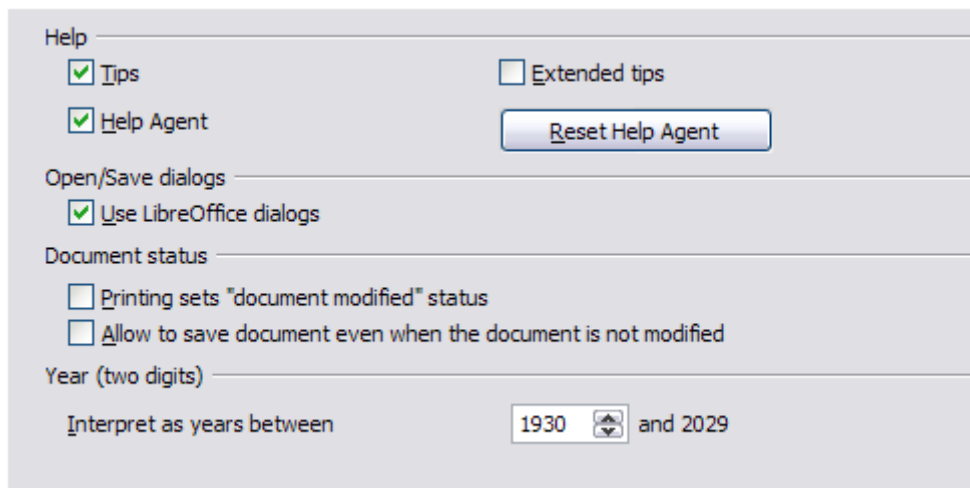 Help
Tips
Extended tips
Help Agent
Reset Help Agent
Open/Save dialogs
Use LibreOffice dialogs
Document status
Printing sets "document modified" status
Allow to save document even when the document is not modified
Year (two digits)
Interpret as years between 1930 and 2029